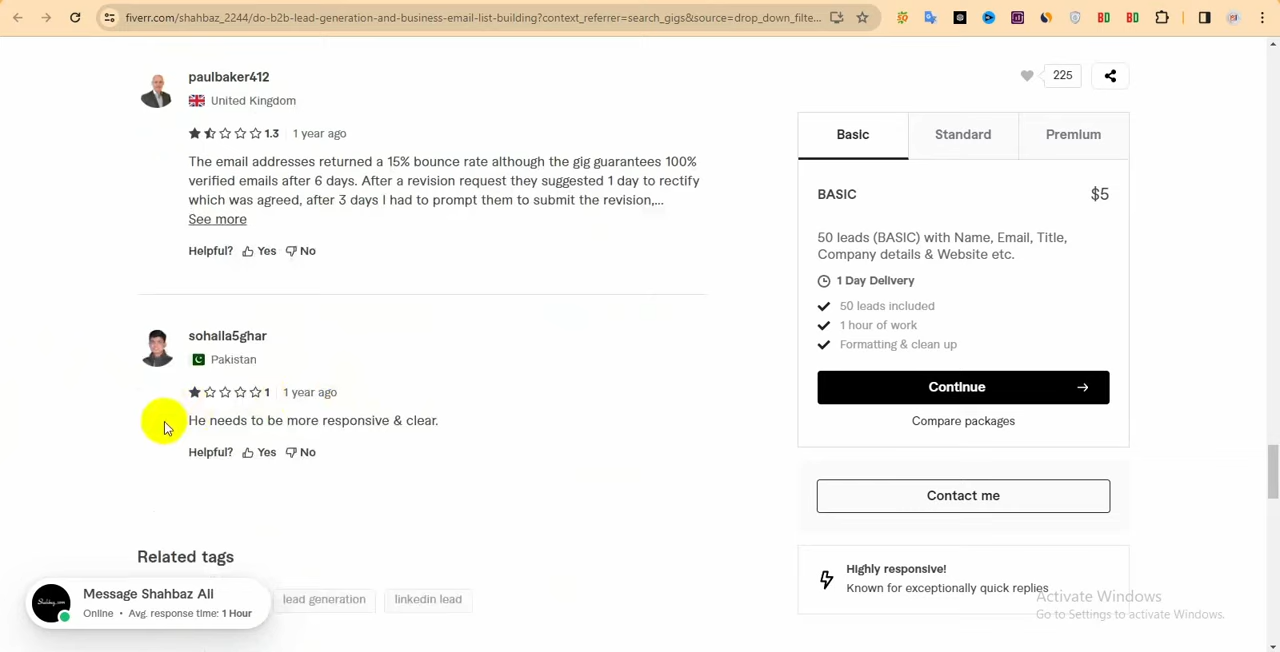 fiverr.com/shahbaz_2244/do-b2b-lead-generation-and-business-email-list-building?context_referrer=search_gigs&source=drop_down_filte...
paulbaker412
United Kingdom
1.3 | 1 year ago
The email addresses returned a 15% bounce rate although the gig guarantees 100%
verified emails after 6 days. After a revision request they suggested 1 day to rectify
which was agreed, after 3 days I had to prompt them to submit the revision,...
See more
Helpful? Yes No
sohaila5ghar
Pakistan
1 | 1 year ago
He needs to be more responsive & clear.
Helpful? Yes No
Related tags
lead generation
linkedin lead
Message Shahbaz Ali
Online • Avg. response time: 1 Hour
225
Basic Standard Premium
BASIC $5
50 leads (BASIC) with Name, Email, Title,
Company details & Website etc.
1 Day Delivery
50 leads included
1 hour of work
Formatting & clean up
Continue
Compare packages
Contact me
Highly responsive!
Known for exceptionally quick replies
Activate Windows
Go to Settings to activate Windows.